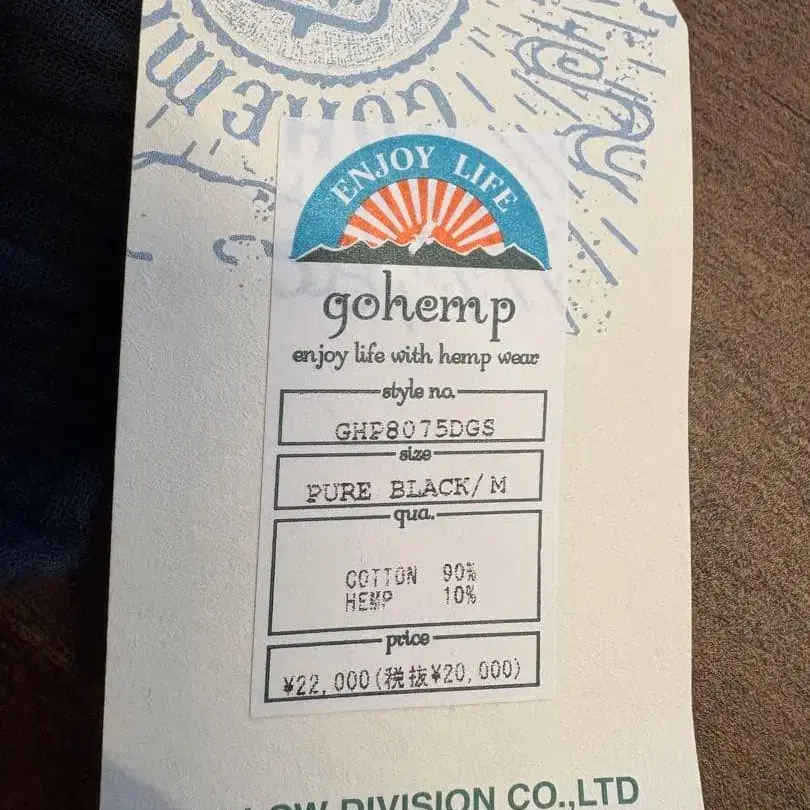 GOHEM
ENJOY LIFE
gohemp
enjoy life with hemp wear
style no.
GHP8075DGS
size
PURE BLACK/ M
qua.
COTTON 90%
HEMP 10%
price
¥22,000(税抜¥20,000)
LOW DIVISION CO.,LTD